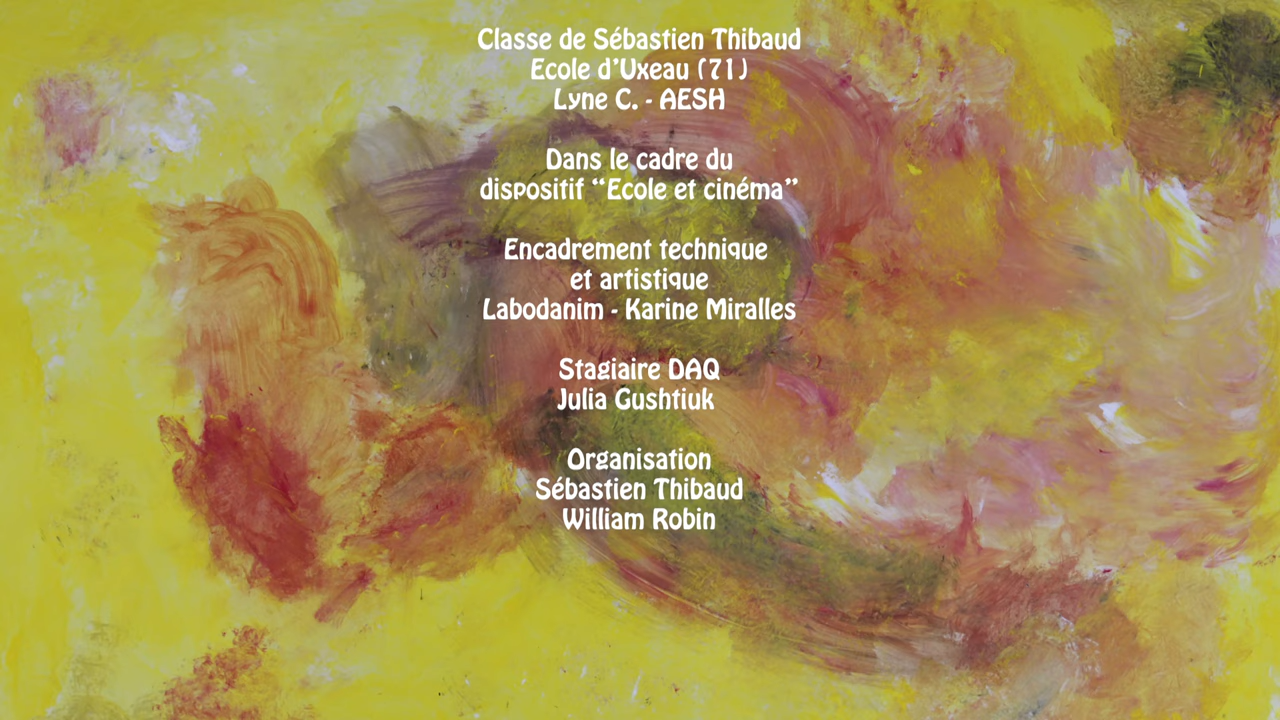 Classe de Sébastien Thibaud
Ecole d'Uxeau (71)
Lyne C. - AESH
Dans le cadre du
dispositif “Ecole et cinéma”
Encadrement technique
et artistique
Labodanim - Karine Miralles
Stagiaire DAQ
Julia Gushtiuk
Organisation
Sébastien Thibaud
William Robin